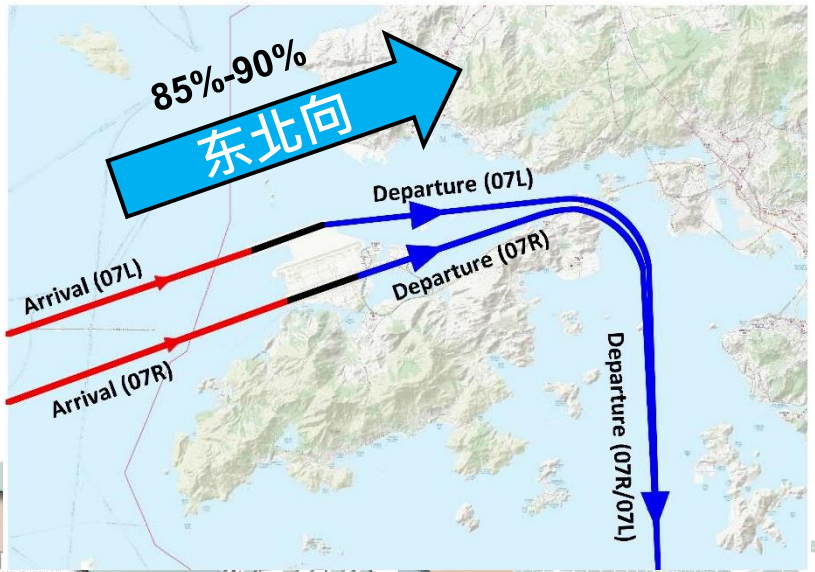 85%-90%
东北向
Departure (07L)
Departure (07R)
Arrival (07L)
Arrival (07R)
Departure (07R/07L)